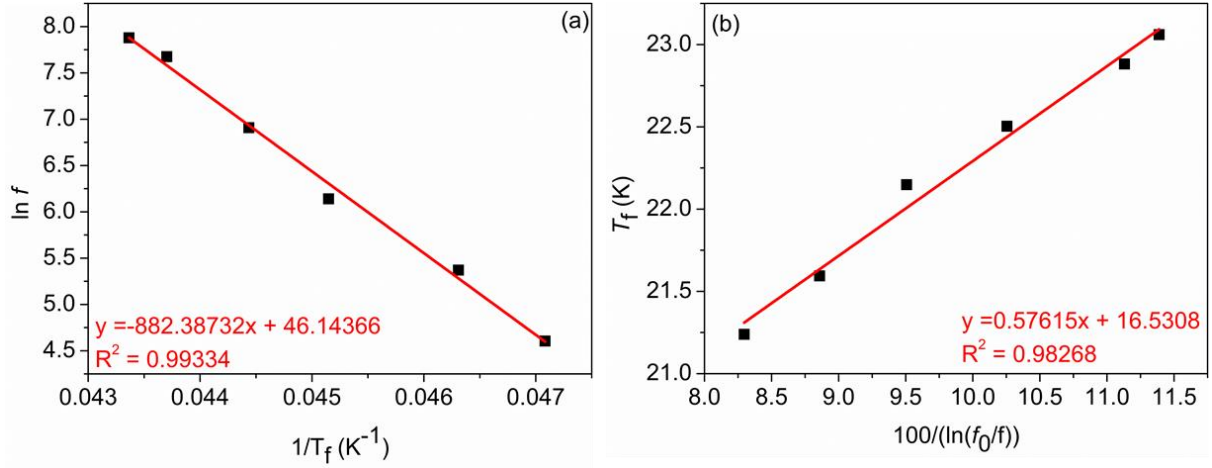 (a)
8.0
7.5
7.0
6.5
6.0
5.5
5.0
4.5
ln f
y =-882.38732x + 46.14366
R² = 0.99334
0.043 0.044 0.045 0.046 0.047
1/T_f (K⁻¹)
(b)
23.0
22.5
22.0
21.5
21.0
T_f (K)
y =0.57615x + 16.5308
R² = 0.98268
8.0 8.5 9.0 9.5 10.0 10.5 11.0 11.5
100/(ln(f₀/f))